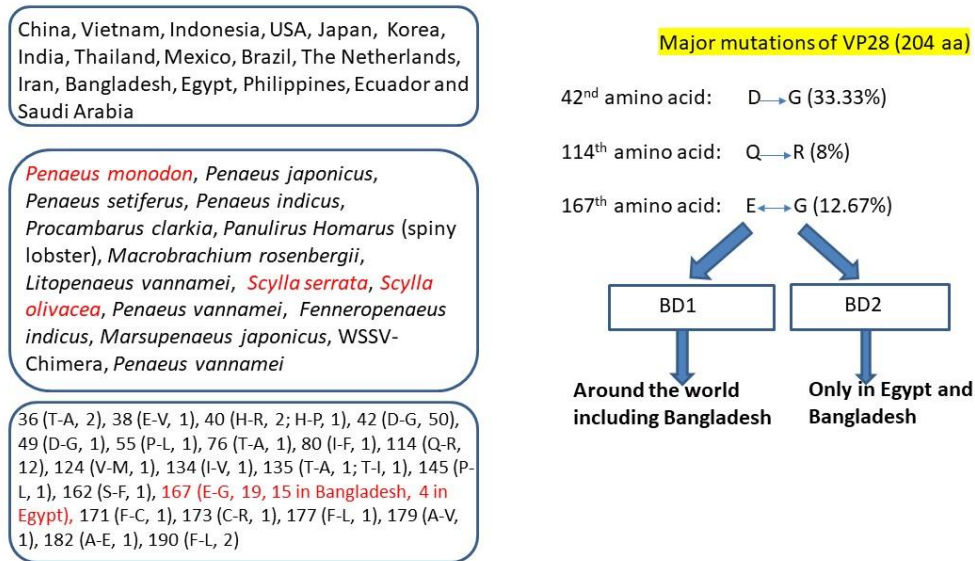 China, Vietnam, Indonesia, USA, Japan, Korea,
India, Thailand, Mexico, Brazil, The Netherlands,
Iran, Bangladesh, Egypt, Philippines, Ecuador and
Saudi Arabia
Penaeus monodon, Penaeus japonicus,
Penaeus setiferus, Penaeus indicus,
Procambarus clarkia, Panulirus Homarus (spiny
lobster), Macrobrachium rosenbergii,
Litopenaeus vannamei, Scylla serrata, Scylla
olivacea, Penaeus vannamei, Fenneropenaeus
indicus, Marsupenaeus japonicus, WSSV-
Chimera, Penaeus vannamei
36 (T-A, 2), 38 (E-V, 1), 40 (H-R, 2; H-P, 1), 42 (D-G, 50),
49 (D-G, 1), 55 (P-L, 1), 76 (T-A, 1), 80 (I-F, 1), 114 (Q-R,
12), 124 (V-M, 1), 134 (I-V, 1), 135 (T-A, 1; T-I, 1), 145 (P-
L, 1), 162 (S-F, 1), 167 (E-G, 19, 15 in Bangladesh, 4 in
Egypt), 171 (F-C, 1), 173 (C-R, 1), 177 (F-L, 1), 179 (A-V,
1), 182 (A-E, 1), 190 (F-L, 2)
Major mutations of VP28 (204 aa)
42nd amino acid: D→G (33.33%)
114th amino acid: Q→R (8%)
167th amino acid: E↔G (12.67%)
BD1
BD2
Around the world
including Bangladesh
Only in Egypt and
Bangladesh